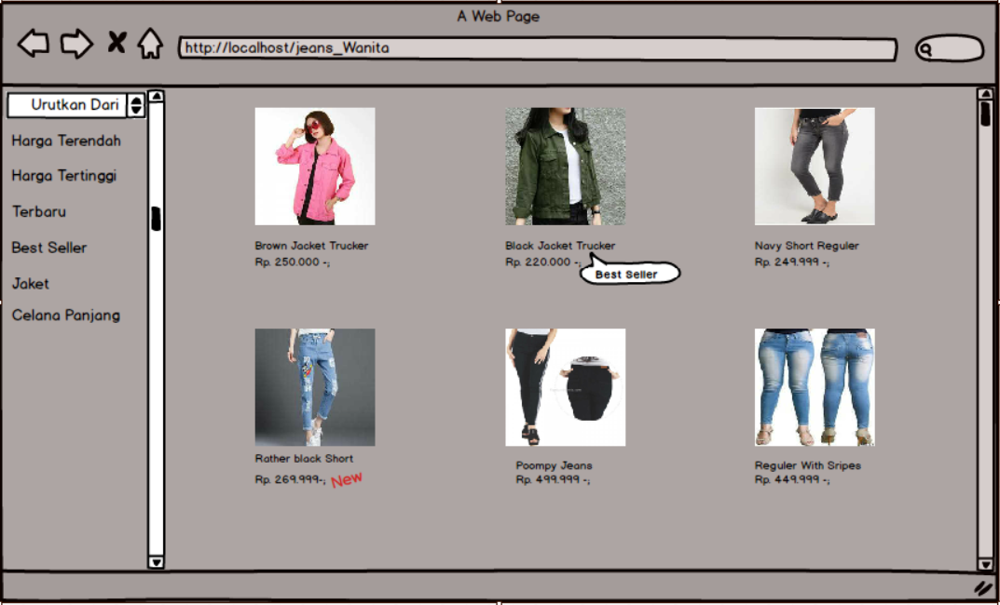 A Web Page
http://localhost/jeans_Wanita
Urutkan Dari
Harga Terendah
Harga Tertinggi
Terbaru
Best Seller
Jaket
Celana Panjang
Brown Jacket Trucker
Rp. 250.000 -;
Black Jacket Trucker
Rp. 220.000 -;
Best Seller
Navy Short Reguler
Rp. 249.999 -;
Rather black Short
Rp. 269.999-; New
Poompy Jeans
Rp. 499.999 -;
Reguler With Sripes
Rp. 449.999 -;